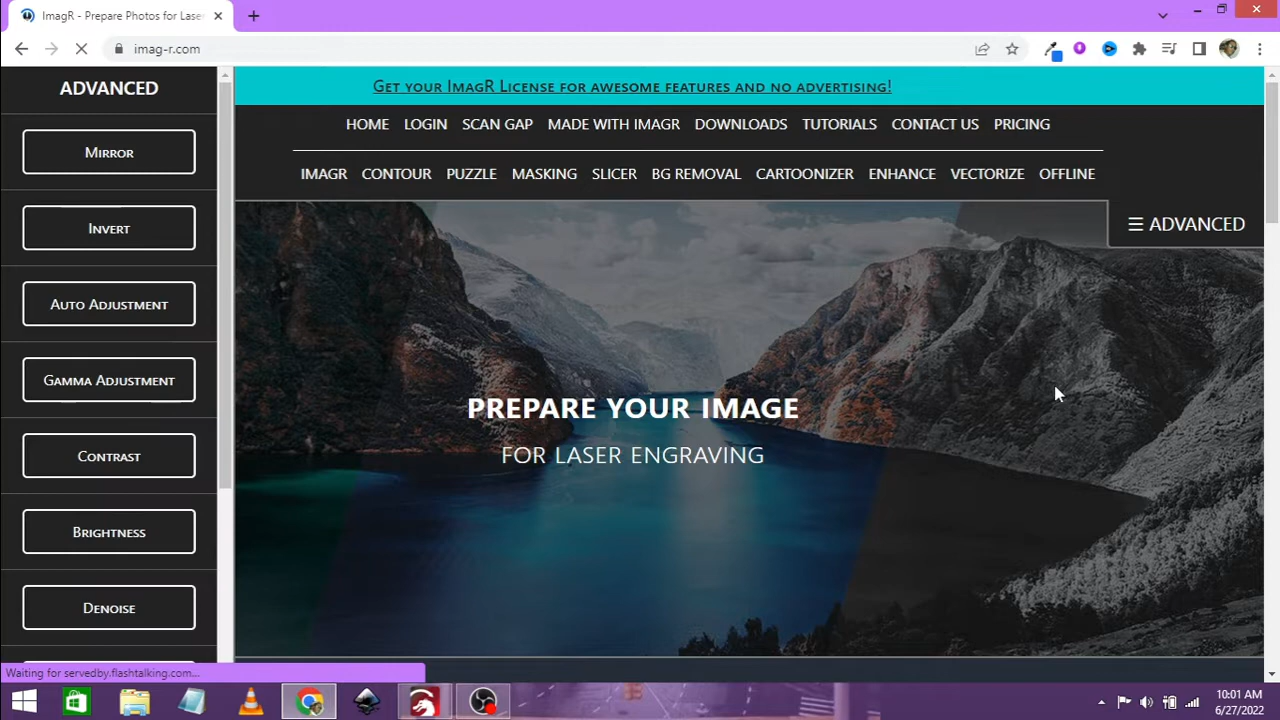 ImagR - Prepare Photos for Laser
imag-r.com
ADVANCED
MIRROR
INVERT
AUTO ADJUSTMENT
GAMMA ADJUSTMENT
CONTRAST
BRIGHTNESS
DENOISE
GET YOUR IMAGR LICENSE FOR AWESOME FEATURES AND NO ADVERTISING!
HOME LOGIN SCAN GAP MADE WITH IMAGR DOWNLOADS TUTORIALS CONTACT US PRICING
IMAGR CONTOUR PUZZLE MASKING SLICER BG REMOVAL CARTOONIZER ENHANCE VECTORIZE OFFLINE
☰ ADVANCED
PREPARE YOUR IMAGE
FOR LASER ENGRAVING
Waiting for servedby.flashtalking.com...
10:01 AM
6/27/2022